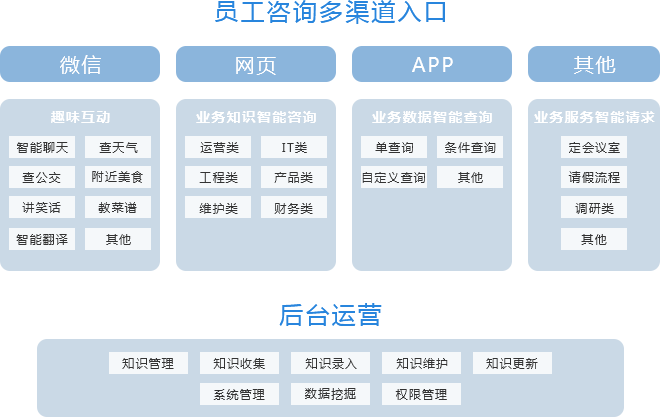 员工咨询多渠道入口
微信 网页 APP 其他
趣味互动 业务知识智能咨询 业务数据智能查询 业务服务智能请求
智能聊天 查天气 运营类 IT类 单查询 条件查询 定会议室
查公交 附近美食 工程类 产品类 自定义查询 其他 请假流程
讲笑话 教菜谱 维护类 财务类 调研类
智能翻译 其他 其他
后台运营
知识管理 知识收集 知识录入 知识维护 知识更新
系统管理 数据挖掘 权限管理